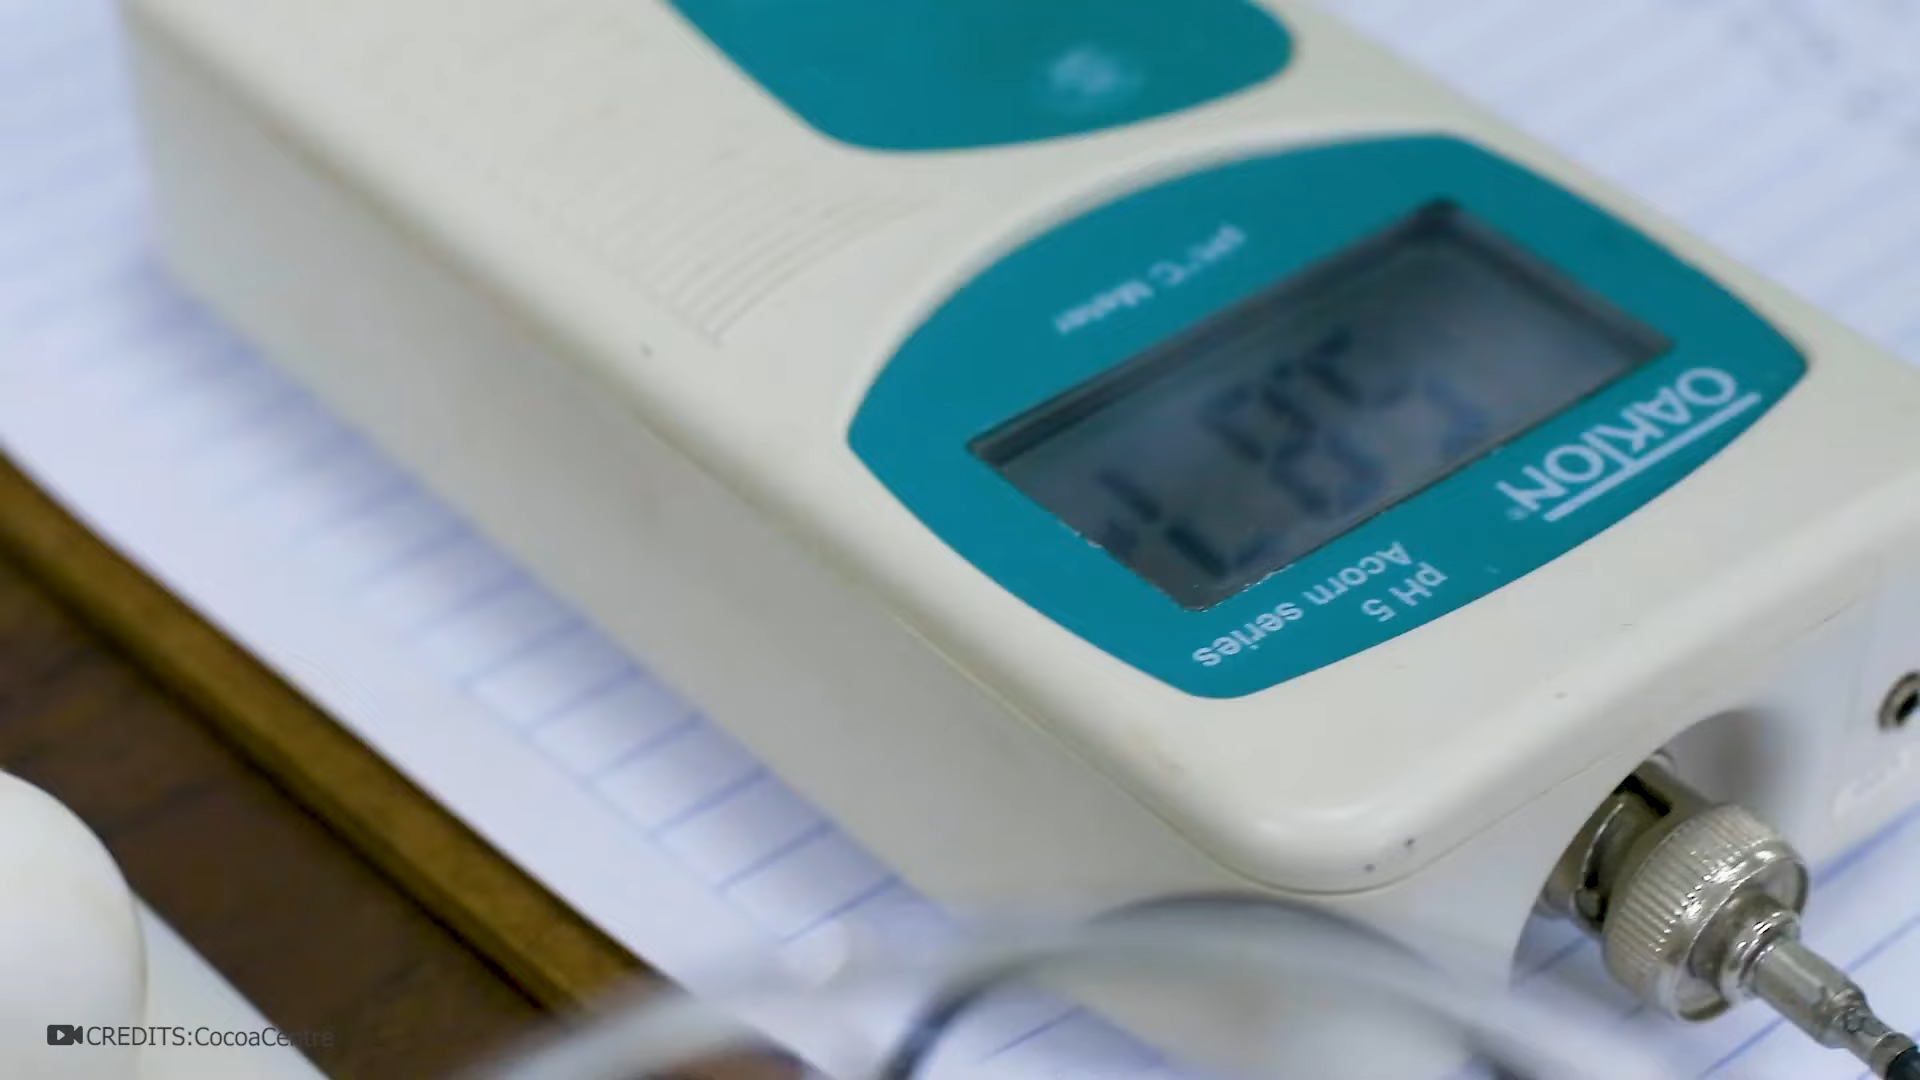 OAKTON®
pH 5
Acorn series
pH/°C Meter
CREDITS:CocoaCentre